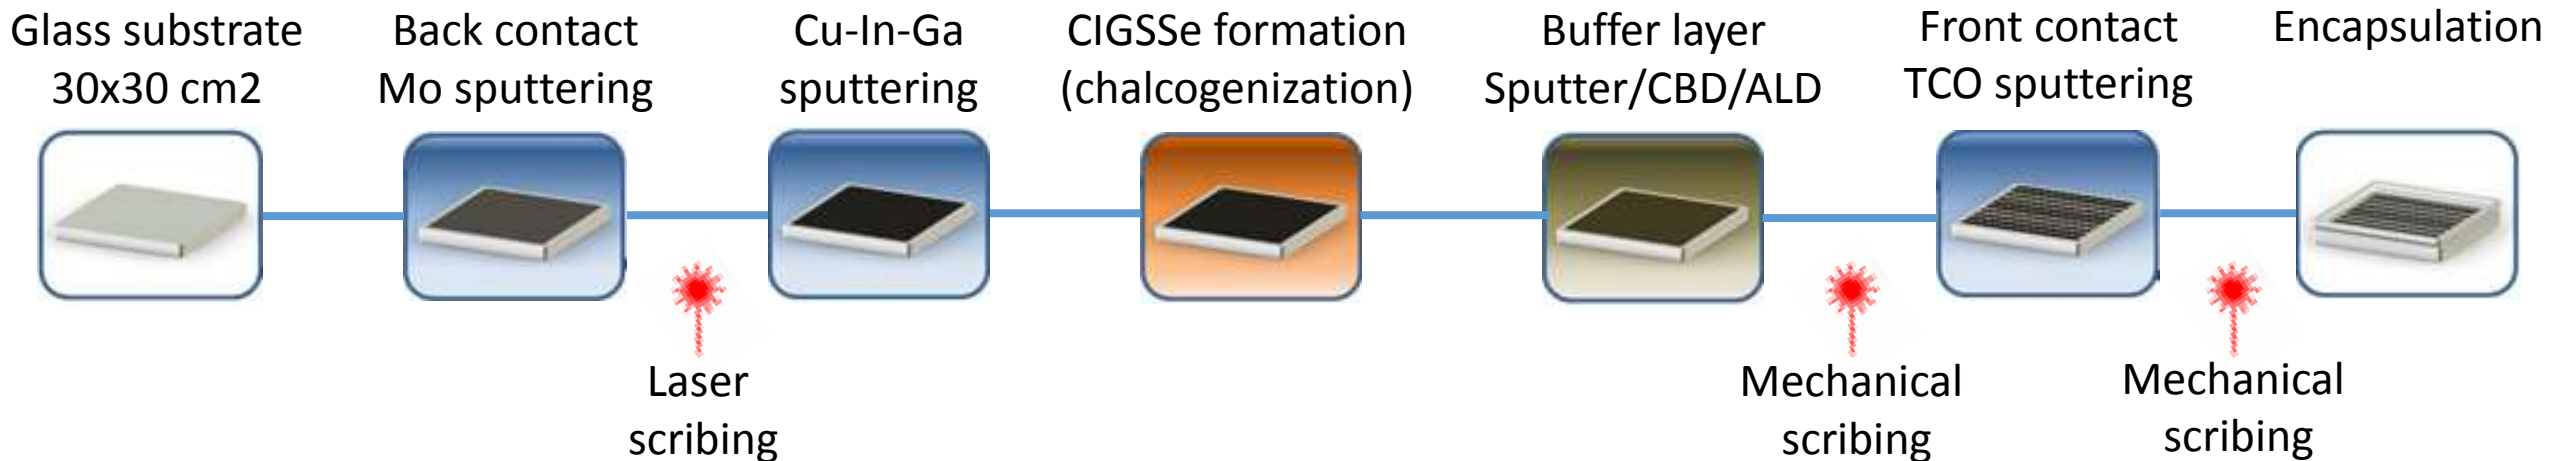 Glass substrate
30x30 cm2
Back contact
Mo sputtering
Cu-In-Ga
sputtering
CIGSSe formation
(chalcogenization)
Buffer layer
Sputter/CBD/ALD
Front contact
TCO sputtering
Encapsulation
Laser
scribing
Mechanical
scribing
Mechanical
scribing